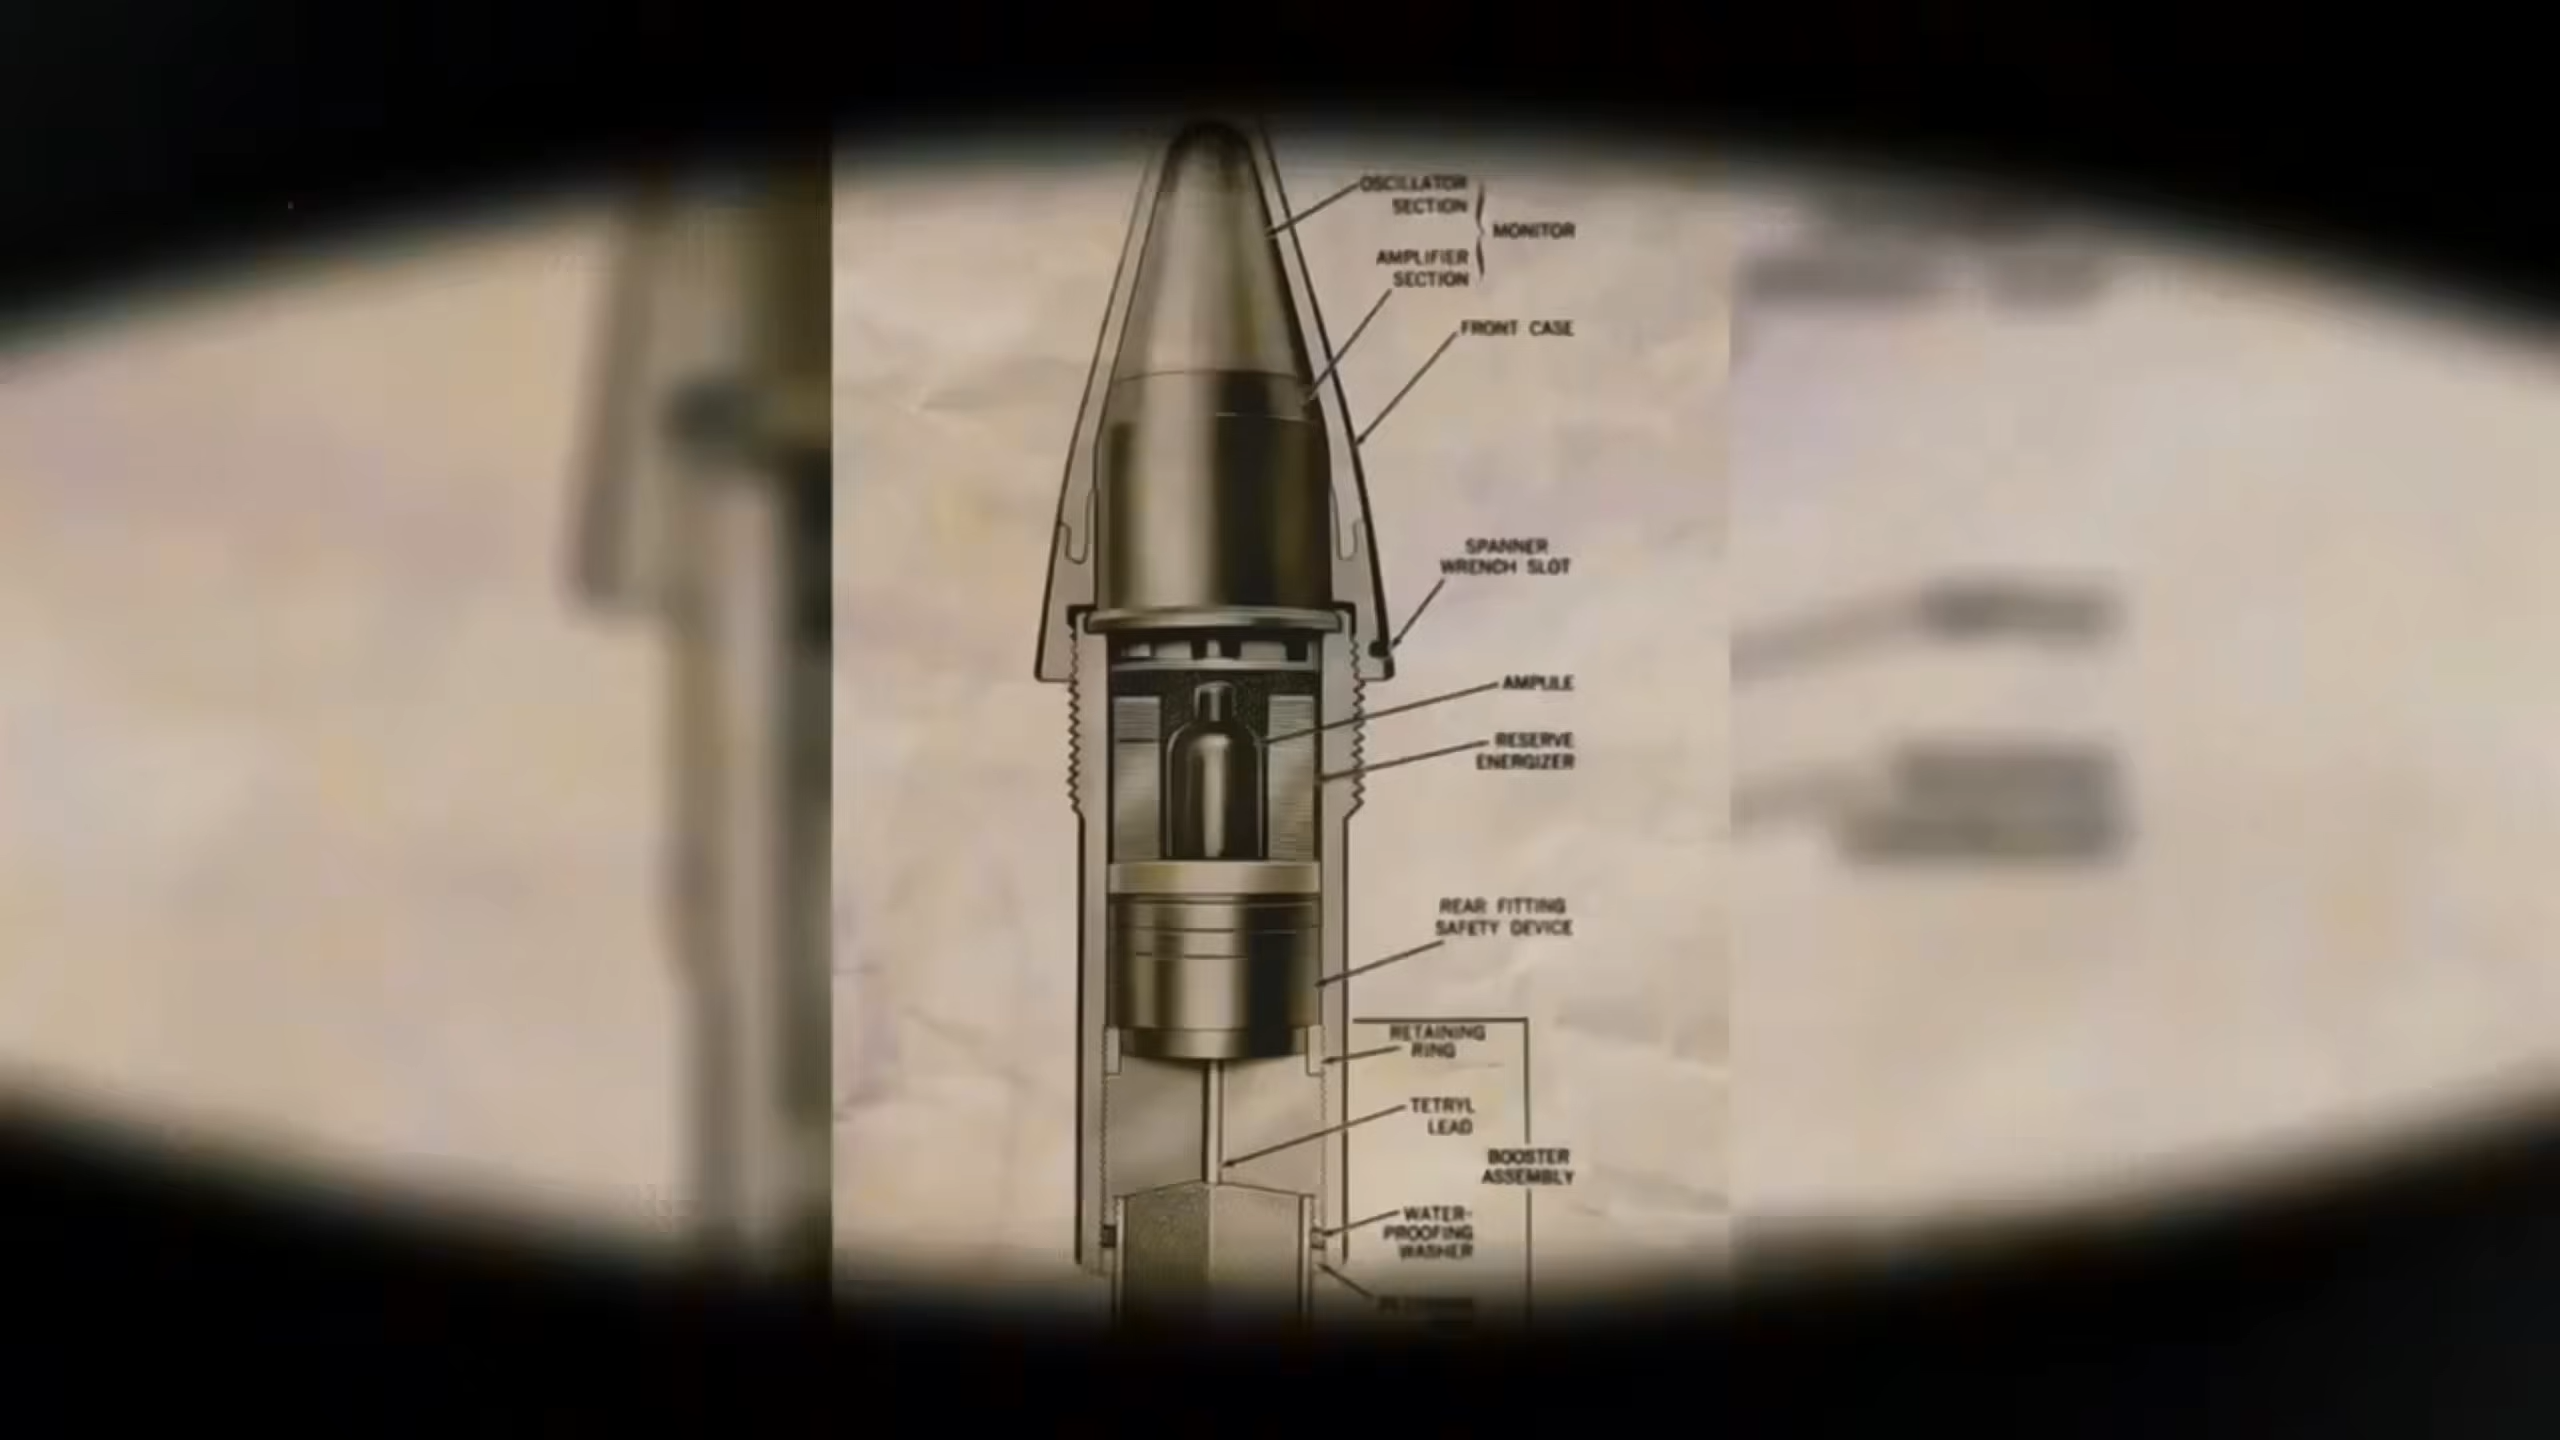 OSCILLATOR
SECTION
MONITOR
AMPLIFIER
SECTION
FRONT CASE
SPANNER
WRENCH SLOT
AMPULE
RESERVE
ENERGIZER
REAR FITTING
SAFETY DEVICE
RETAINING
RING
TETRYL
LEAD
BOOSTER
ASSEMBLY
WATER-
PROOFING
WASHER